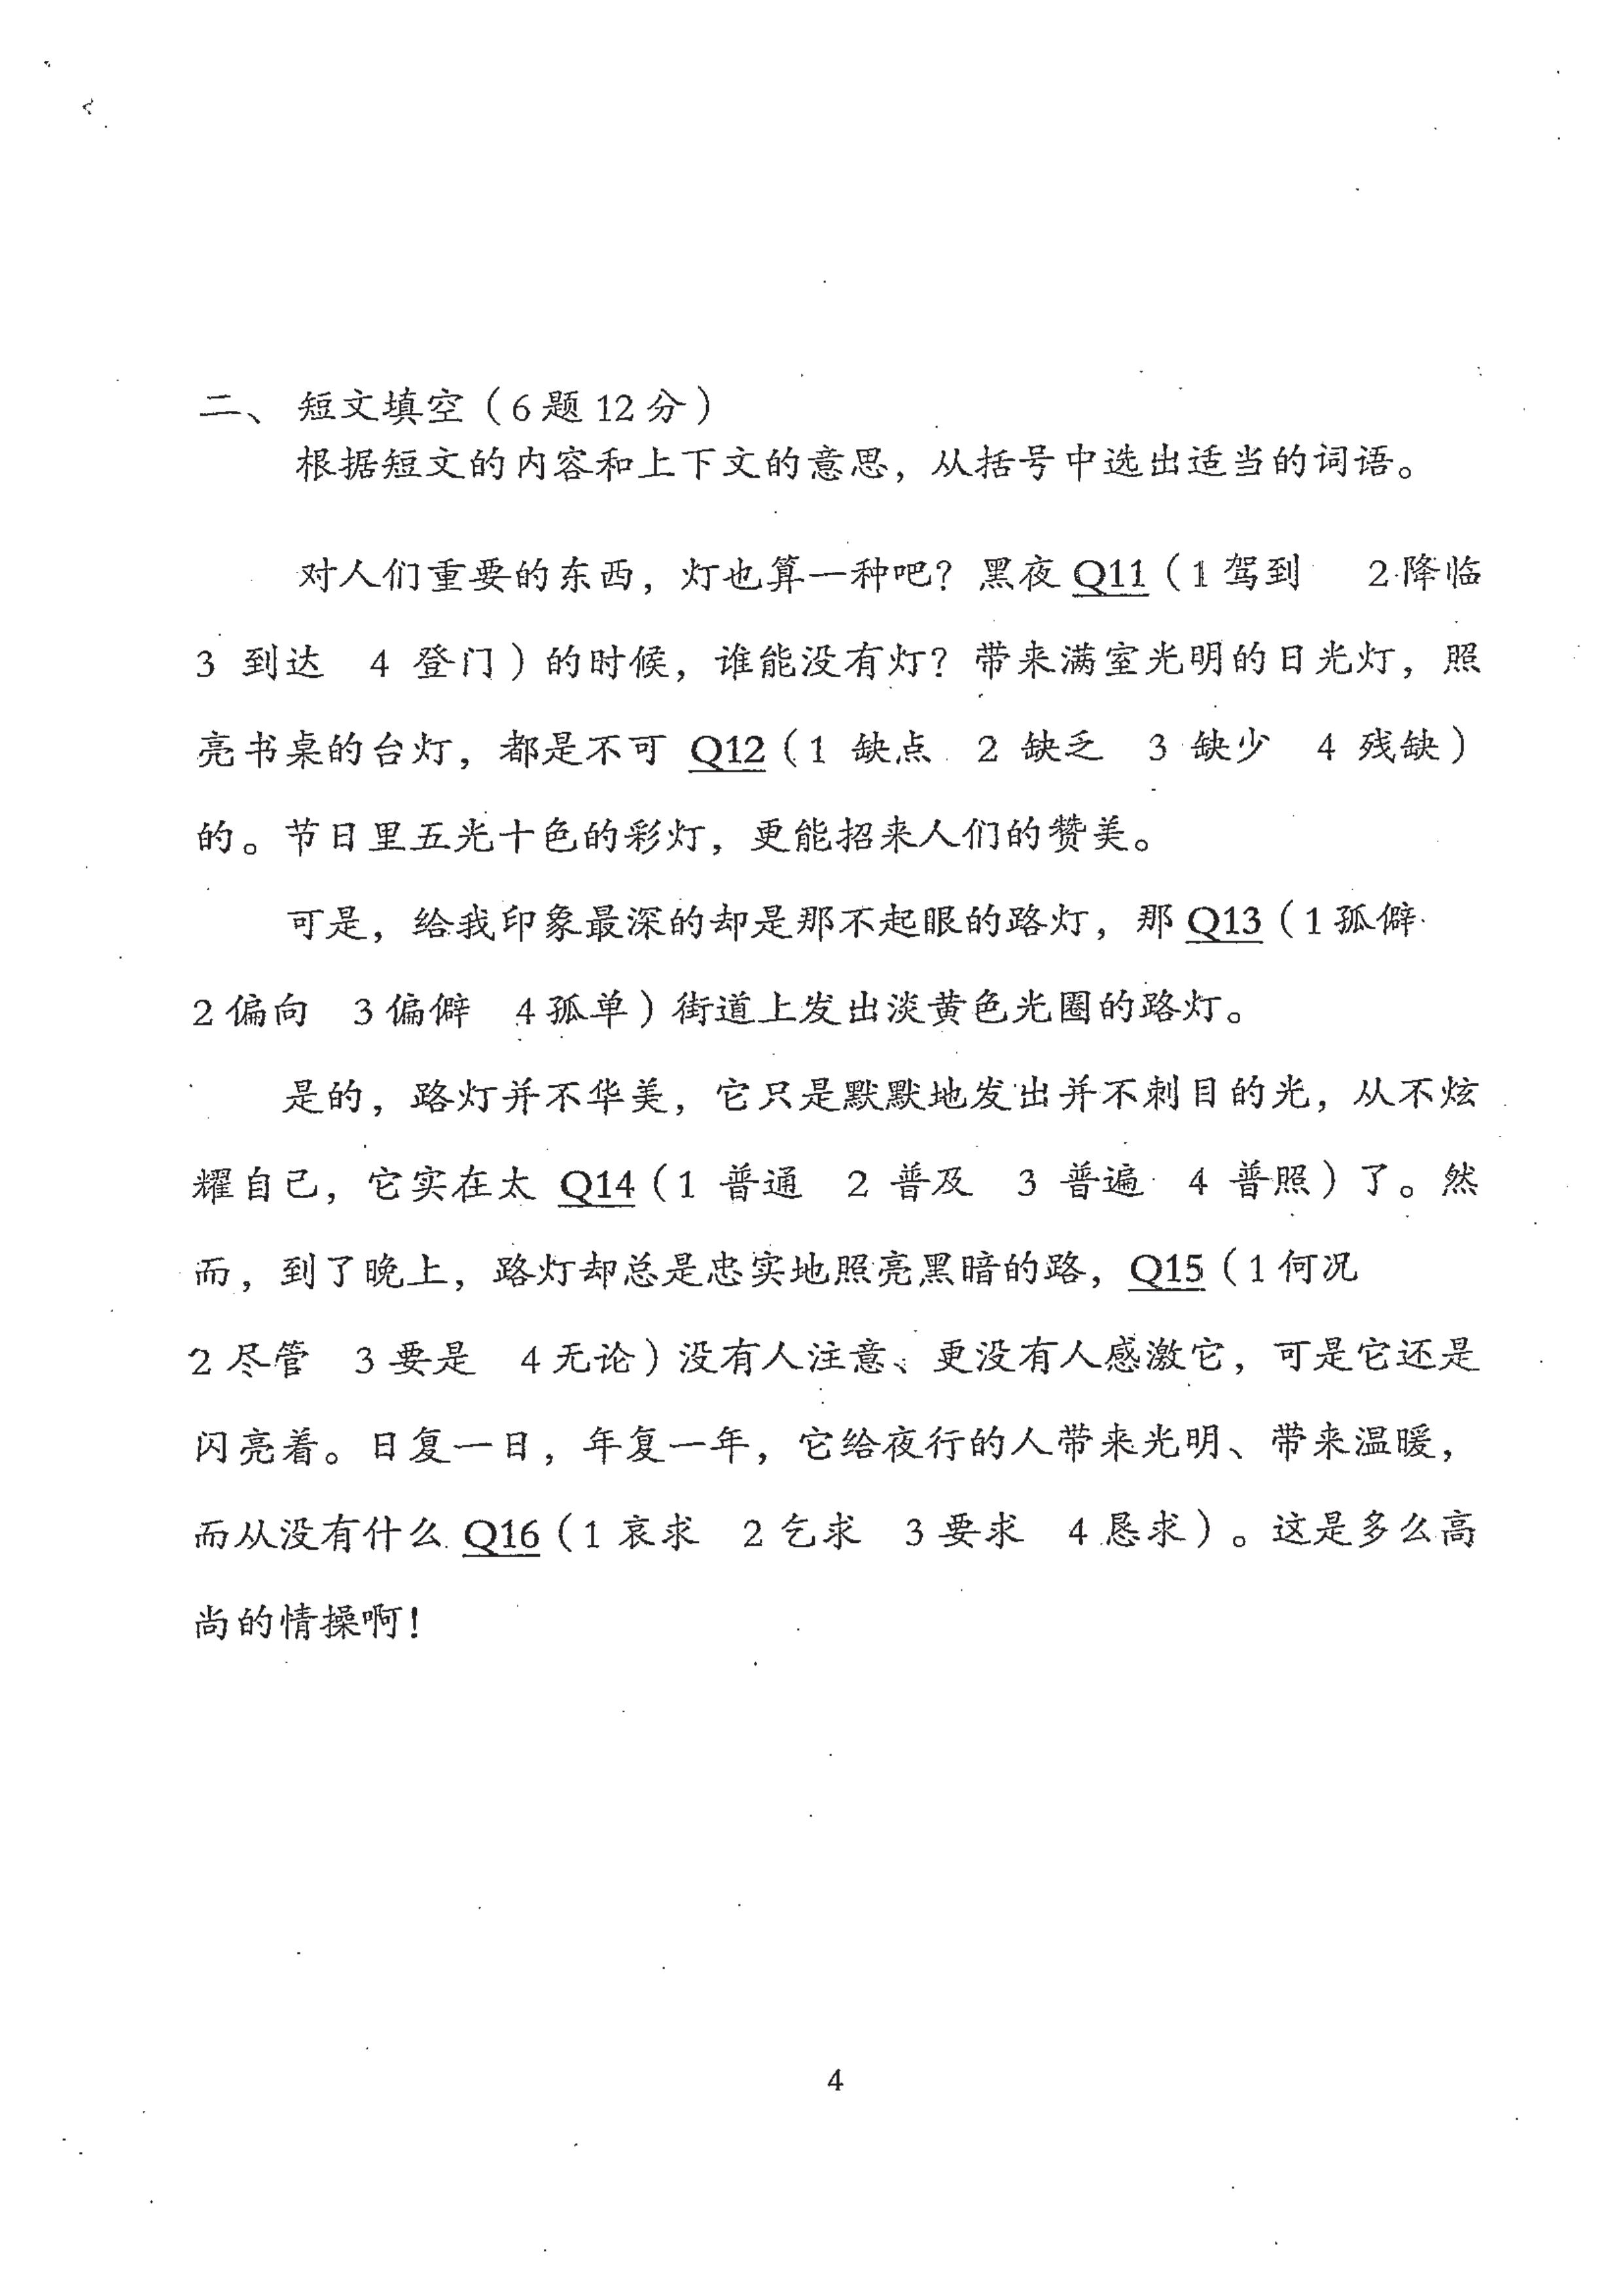 二、 短文填空（6题12分）
根据短文的内容和上下文的意思，从括号中选出适当的词语。
对人们重要的东西，灯也算一种吧？黑夜 Q11（1 驾到 2 降临
3 到达 4 登门）的时候，谁能没有灯？带来满室光明的日光灯，照
亮书桌的台灯，都是不可 Q12（1 缺点 2 缺乏 3 缺少 4 残缺）
的。节日里五光十色的彩灯，更能招来人们的赞美。
可是，给我印象最深的却是那不起眼的路灯，那 Q13（1 孤僻
2 偏向 3 偏僻 4 孤单）街道上发出淡黄色光圈的路灯。
是的，路灯并不华美，它只是默默地发出并不刺目的光，从不炫
耀自己，它实在太 Q14（1 普通 2 普及 3 普遍 4 普照）了。然
而，到了晚上，路灯却总是忠实地照亮黑暗的路，Q15（1 何况
2 尽管 3 要是 4 无论）没有人注意、更没有人感激它，可是它还是
闪亮着。日复一日，年复一年，它给夜行的人带来光明、带来温暖，
而从没有什么 Q16（1 哀求 2 乞求 3 要求 4 恳求）。这是多么高
尚的情操啊！
4